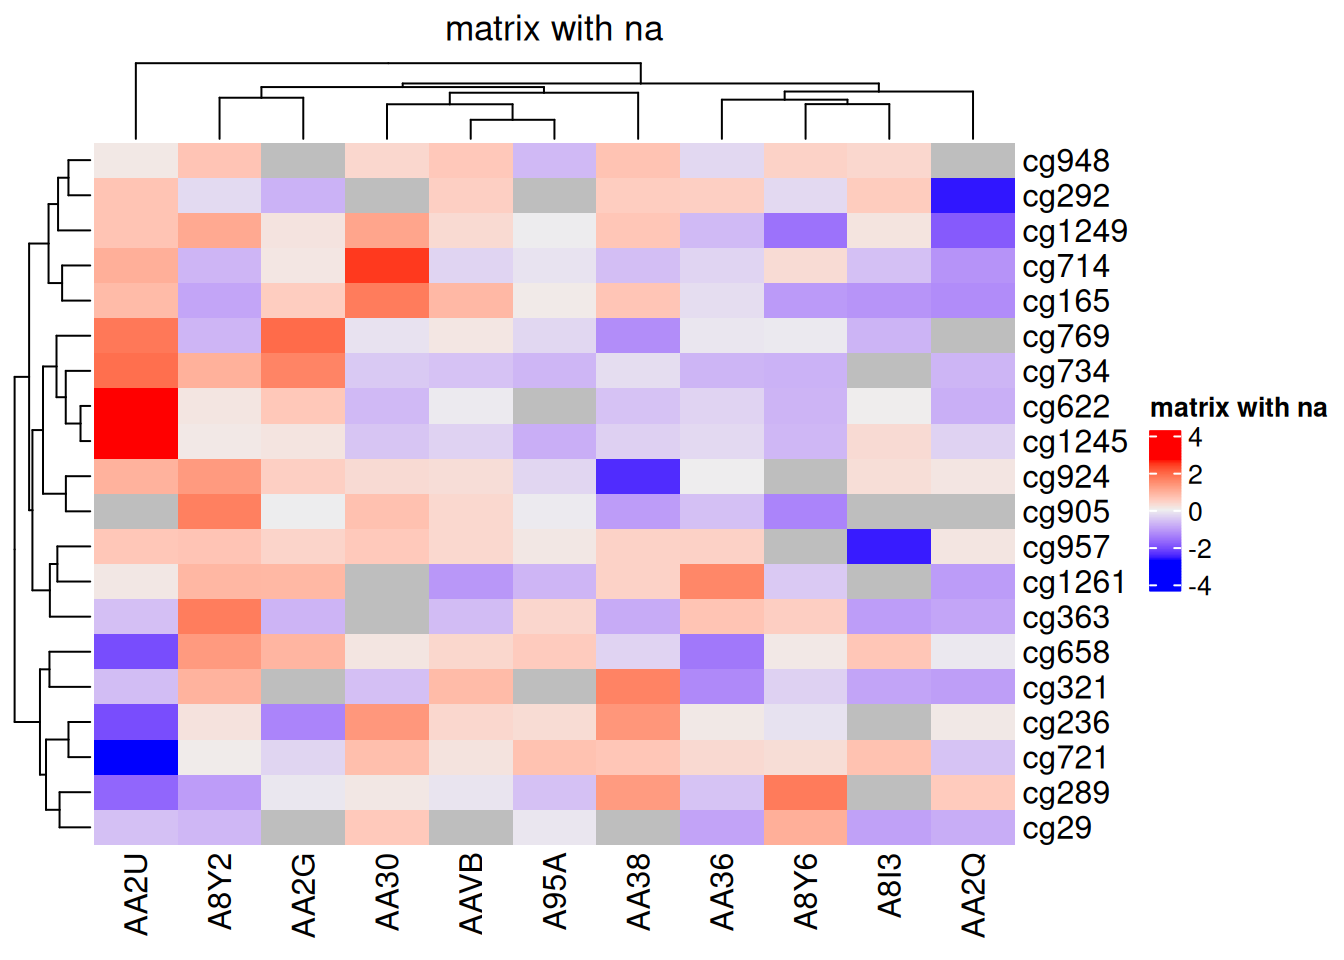 matrix with na
cg948
cg292
cg1249
cg714
cg165
cg769
cg734
cg622
cg1245
cg924
cg905
cg957
cg1261
cg363
cg658
cg321
cg236
cg721
cg289
cg29
AA2U A8Y2 AA2G AA30 AAVB A95A AA38 AA36 A8Y6 A8I3 AA2Q
matrix with na
4
2
0
-2
-4